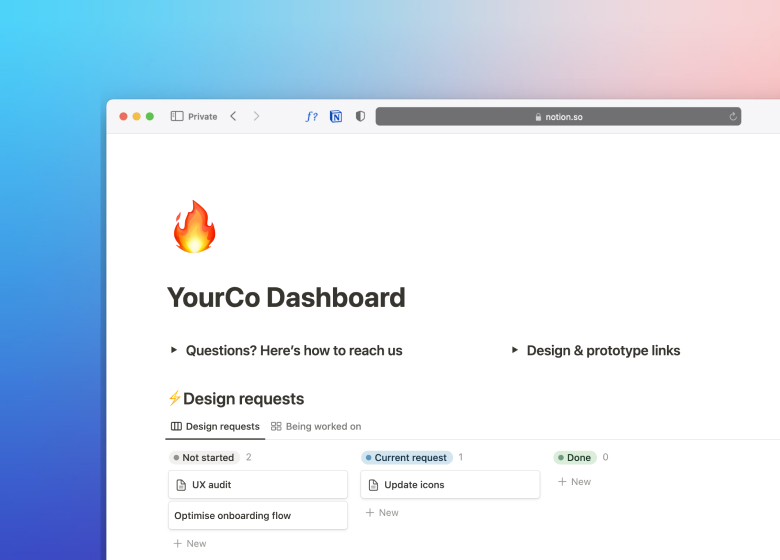 Private
f?
N
notion.so
YourCo Dashboard
Questions? Here's how to reach us
Design & prototype links
⚡Design requests
Design requests
Being worked on
Not started 2
Current request 1
Done 0
UX audit
Update icons
+ New
Optimise onboarding flow
+ New
+ New